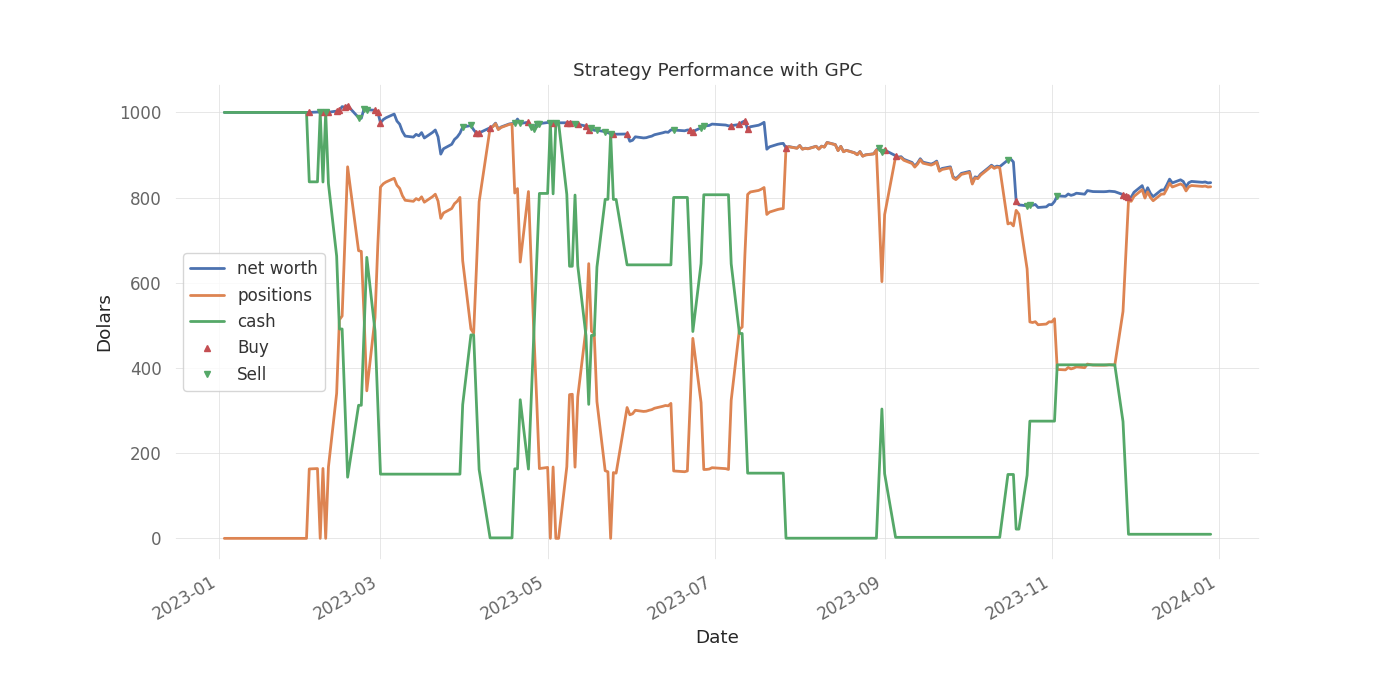 Strategy Performance with GPC
1000
800
600
400
200
0
Dolars
net worth
positions
cash
Buy
Sell
2023-01
2023-03
2023-05
2023-07
2023-09
2023-11
2024-01
Date